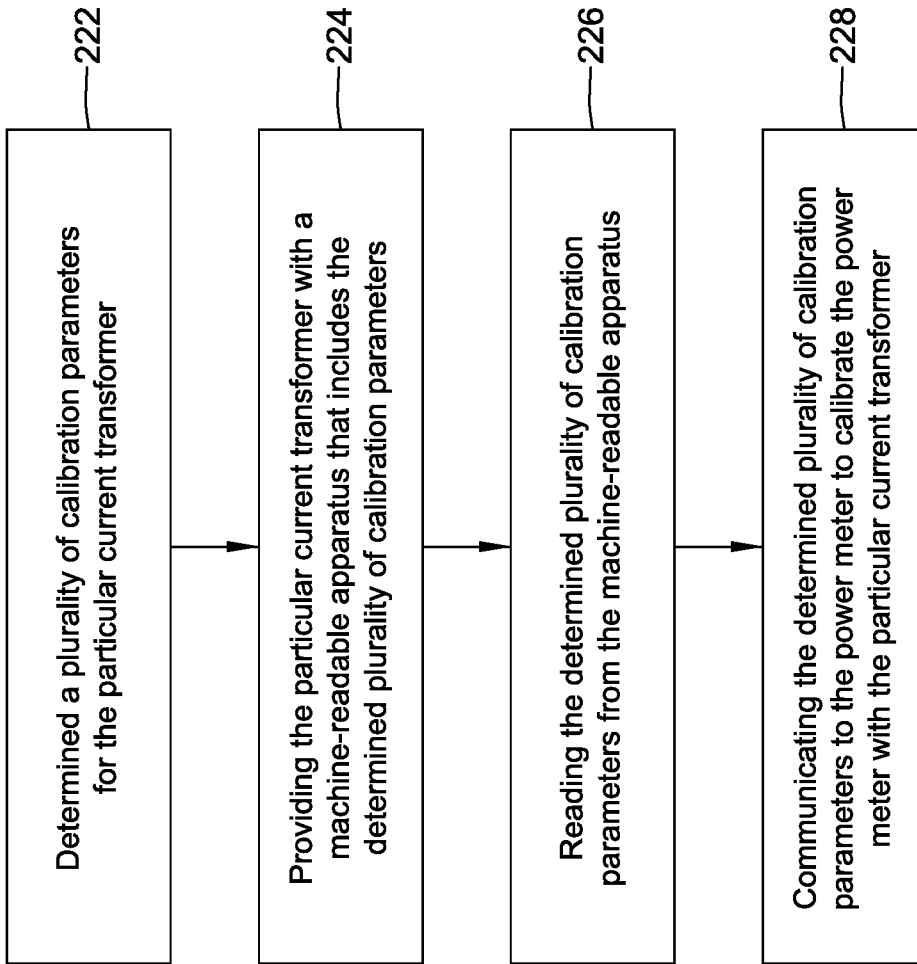 Determined a plurality of calibration parameters
for the particular current transformer
222
Providing the particular current transformer with a
machine-readable apparatus that includes the
determined plurality of calibration parameters
224
Reading the determined plurality of calibration
parameters from the machine-readable apparatus
226
Communicating the determined plurality of calibration
parameters to the power meter to calibrate the power
meter with the particular current transformer
228